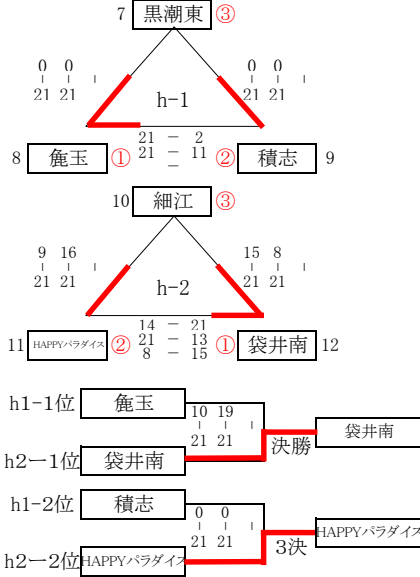 7 黒潮東 ③
0 0
| | |
21 21
0 0
| | |
21 21
h-1
21 － 2
21 － 11
－
8 麁玉 ①
② 積志 9
10 細江 ③
9 16
| | |
21 21
15 8
| | |
21 21
h-2
14 － 21
21 － 13
8 － 15
11 HAPPYパラダイス ②
① 袋井南 12
h1-1位 麁玉
10 19
| | |
21 21
h2ー1位 袋井南
決勝
袋井南
h1-2位 積志
0 0
| | |
21 21
h2ー2位 HAPPYパラダイス
3決
HAPPYパラダイス